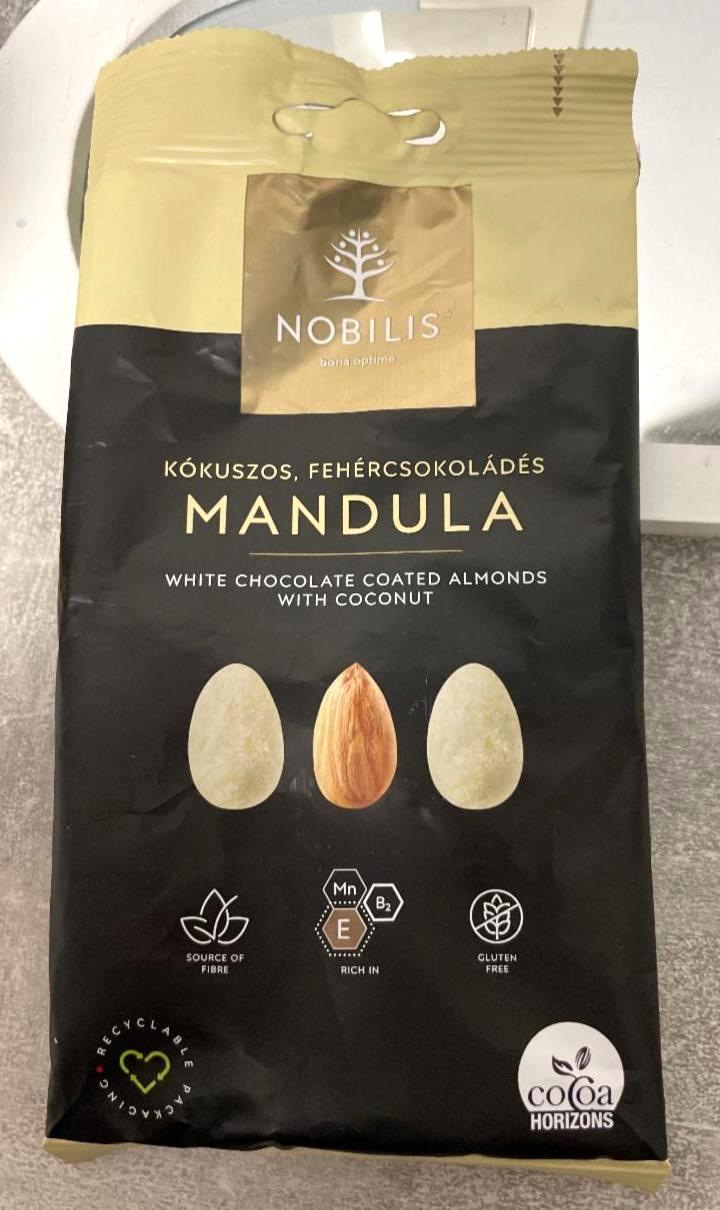 NOBILIS
bona optime
KÓKUSZOS, FEHÉRCSOKOLÁDÉS
MANDULA
WHITE CHOCOLATE COATED ALMONDS
WITH COCONUT
SOURCE OF
FIBRE
Mn
B₂
E
RICH IN
GLUTEN
FREE
RECYCLABLE PACKAGING
cocoa
HORIZONS